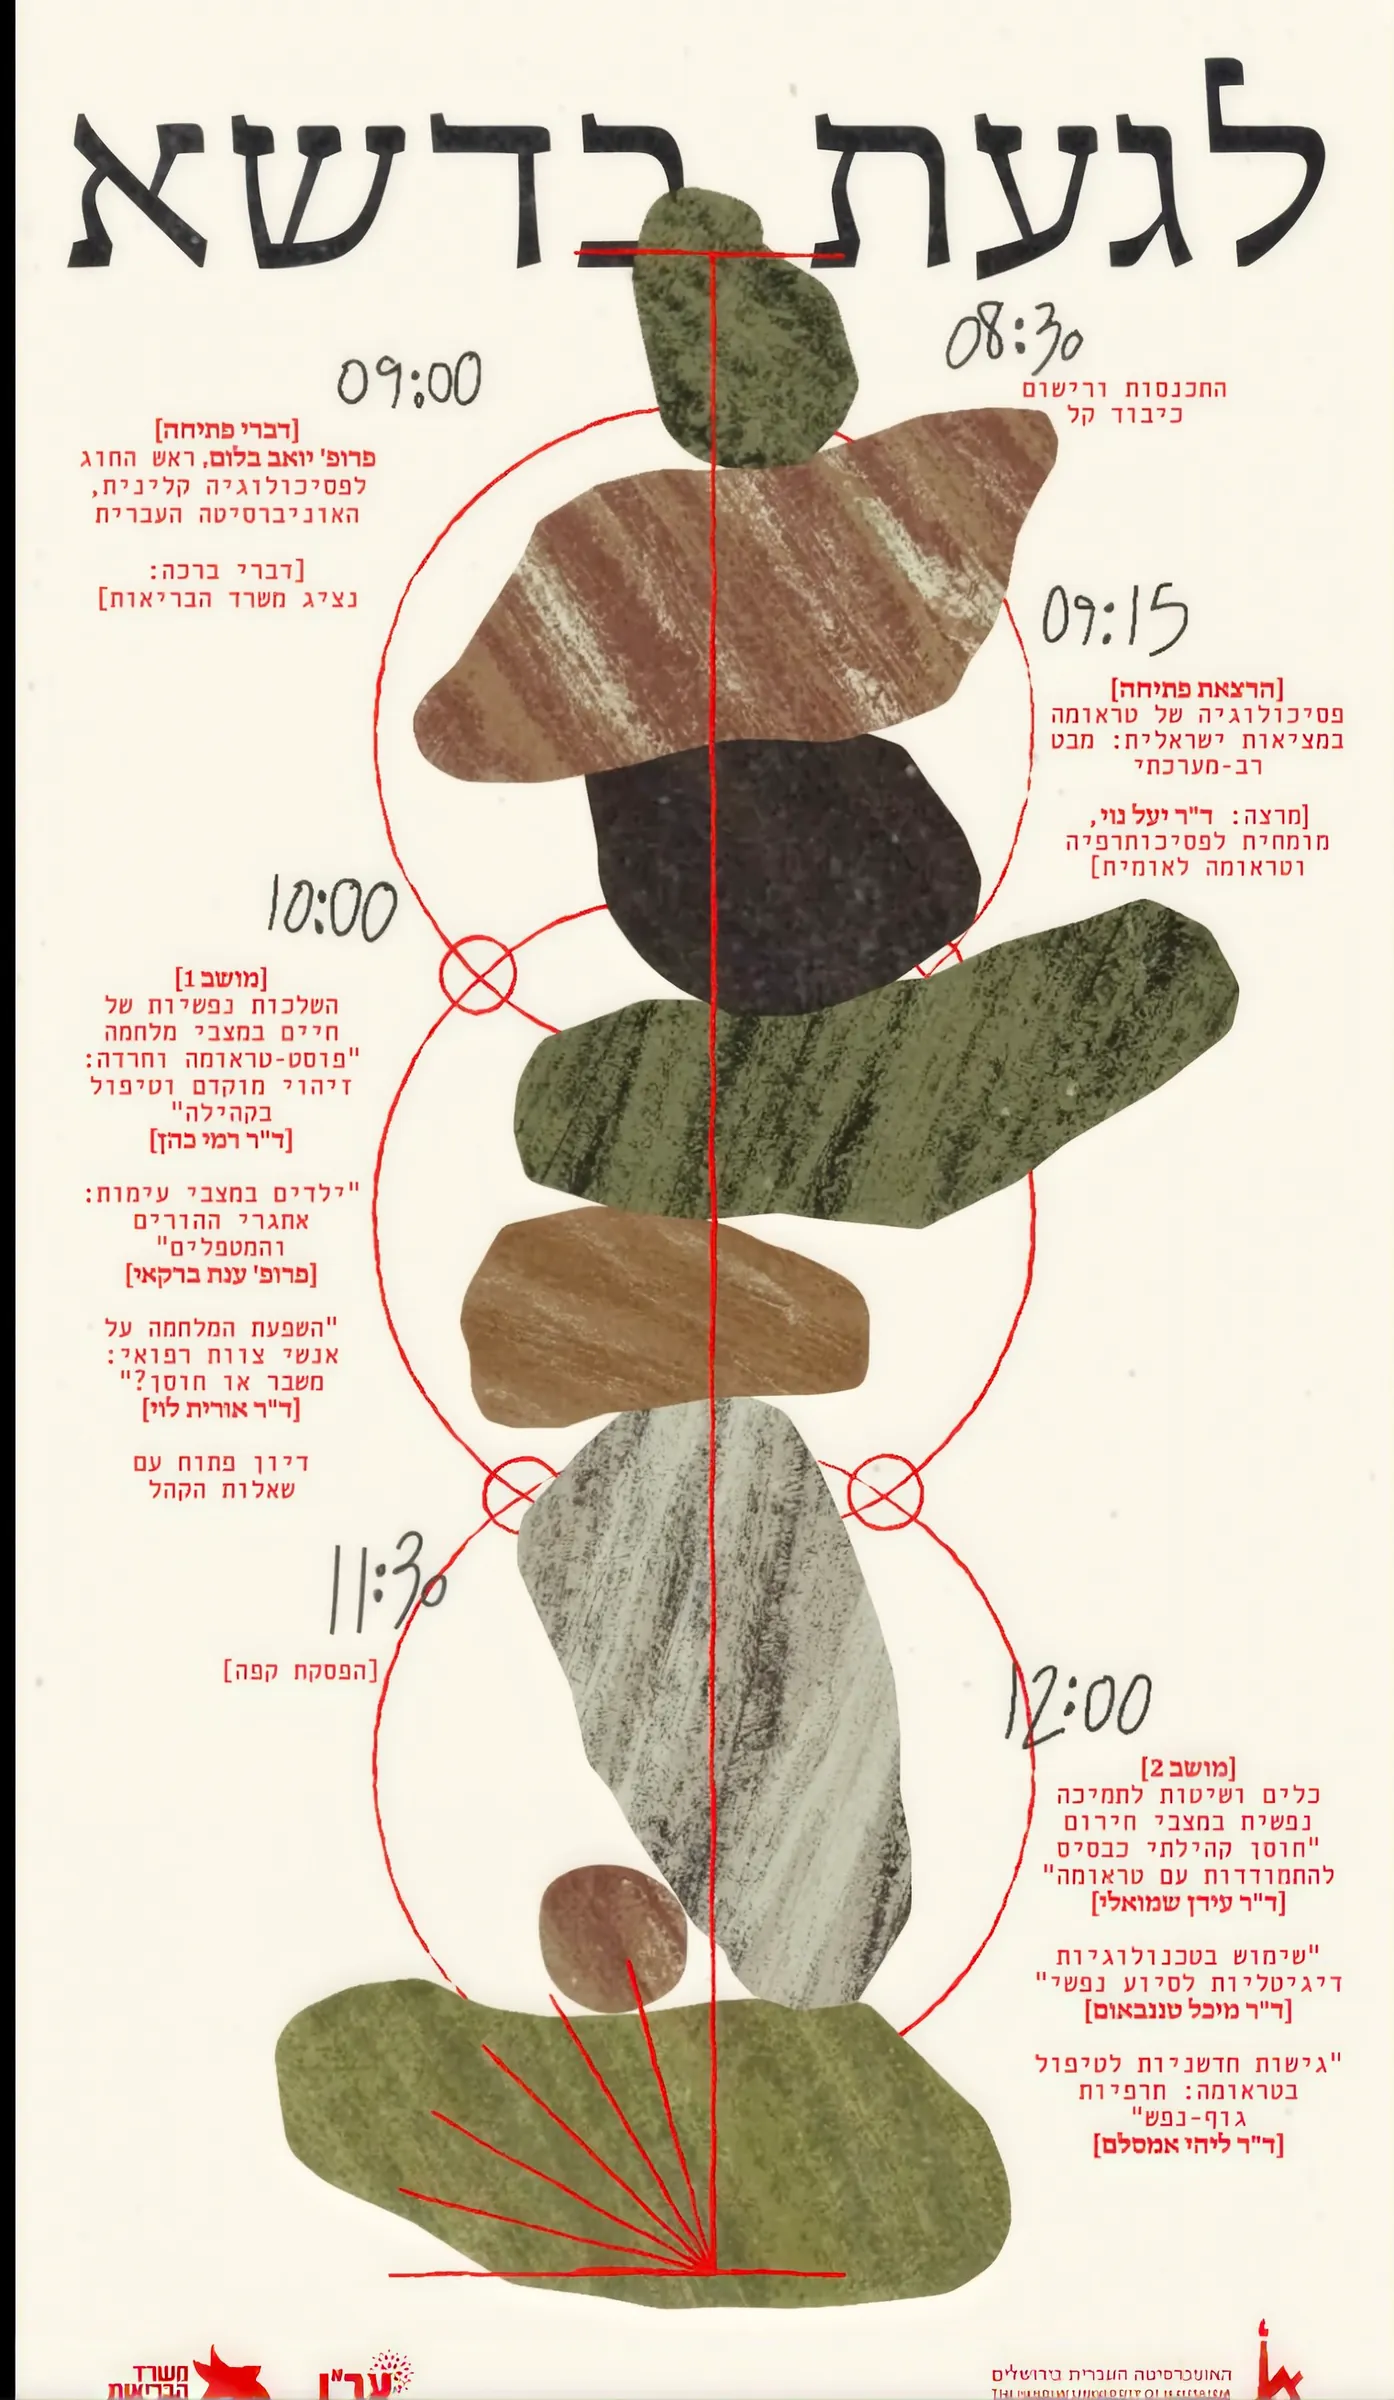 לגעת בדשא
08:30
התכנסות ורישום
כיבוד קל
09:00
[דברי פתיחה]
פרופ' יואב בלום, ראש החוג
לפסיכולוגיה קלינית,
האוניברסיטה העברית
[דברי ברכה:
נציג משרד הבריאות]
09:15
[הרצאת פתיחה]
פסיכולוגיה של טראומה
במציאות ישראלית: מבט
רב-מערכתי
[מרצה: ד"ר יעל נוי,
מומחית לפסיכותרפיה
וטראומה לאומית]
10:00
[מושב 1]
השלכות נפשיות של
חיים במצבי מלחמה
"פוסט-טראומה וחרדה:
זיהוי מוקדם וטיפול
בקהילה"
[ד"ר רמי כהן]
"ילדים במצבי עימות:
אתגרי ההורים
והמטפלים"
[פרופ' ענת ברקאי]
"השפעת המלחמה על
אנשי צוות רפואי:
משבר או חוסן?"
[ד"ר אורית לוי]
דיון פתוח עם
שאלות הקהל
11:30
[הפסקת קפה]
12:00
[מושב 2]
כלים ושיטות לתמיכה
נפשית במצבי חירום
"חוסן קהילתי כבסיס
להתמודדות עם טראומה"
[ד"ר עידן שמואלי]
"שימוש בטכנולוגיות
דיגיטליות לסיוע נפשי"
[ד"ר מיכל טננבאום]
"גישות חדשניות לטיפול
בטראומה: תרפיות
גוף-נפש"
[ד"ר ליהי אמסלם]
האוניברסיטה העברית בירושלים
THE HEBREW UNIVERSITY OF JERUSALEM
ער"ן
משרד
הבריאות